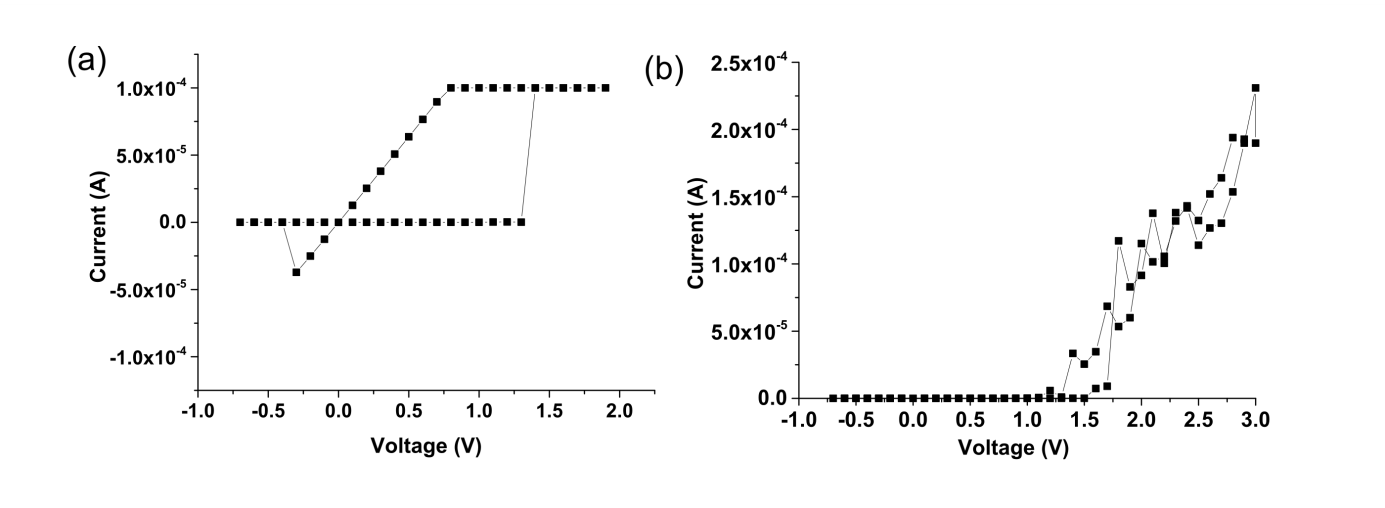 (a)
1.0x10⁻⁴
5.0x10⁻⁵
0.0
-5.0x10⁻⁵
-1.0x10⁻⁴
Current (A)
-1.0 -0.5 0.0 0.5 1.0 1.5 2.0
Voltage (V)
(b)
2.5x10⁻⁴
2.0x10⁻⁴
1.5x10⁻⁴
1.0x10⁻⁴
5.0x10⁻⁵
0.0
Current (A)
-1.0 -0.5 0.0 0.5 1.0 1.5 2.0 2.5 3.0
Voltage (V)